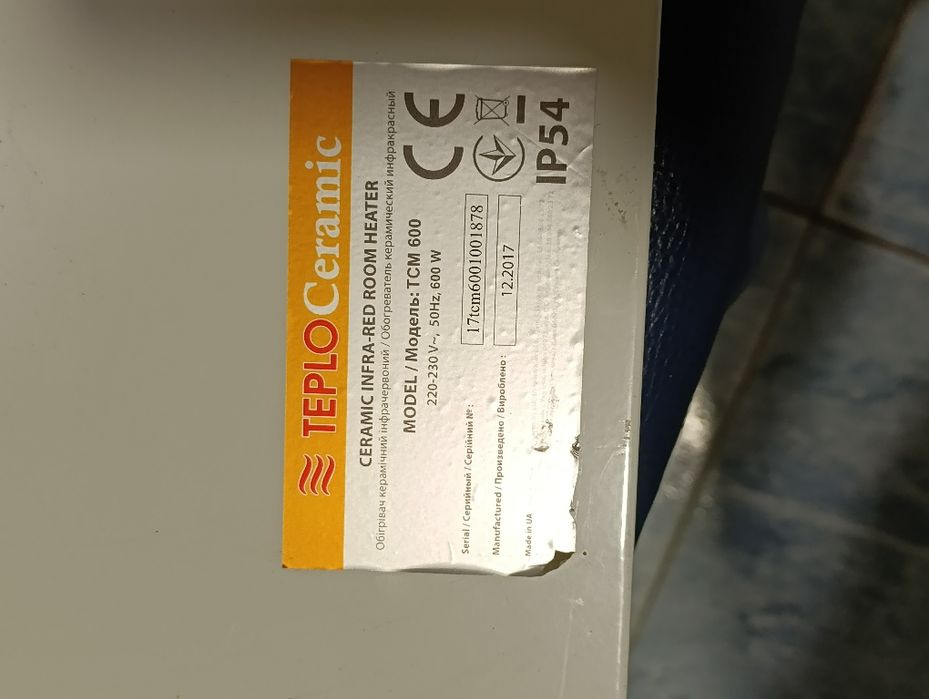 TEPLOCeramic
CERAMIC INFRA-RED ROOM HEATER
Обігрівач керамічний інфрачервоний / Обогреватель керамический инфракрасный
MODEL / Модель: TCM 600
220-230 V~, 50Hz, 600 W
CE
Serial / Серийный / Серійний №: 17tcm6001001878
Manufactured / Произведено / Вироблено: 12.2017
Made in UA
IP54